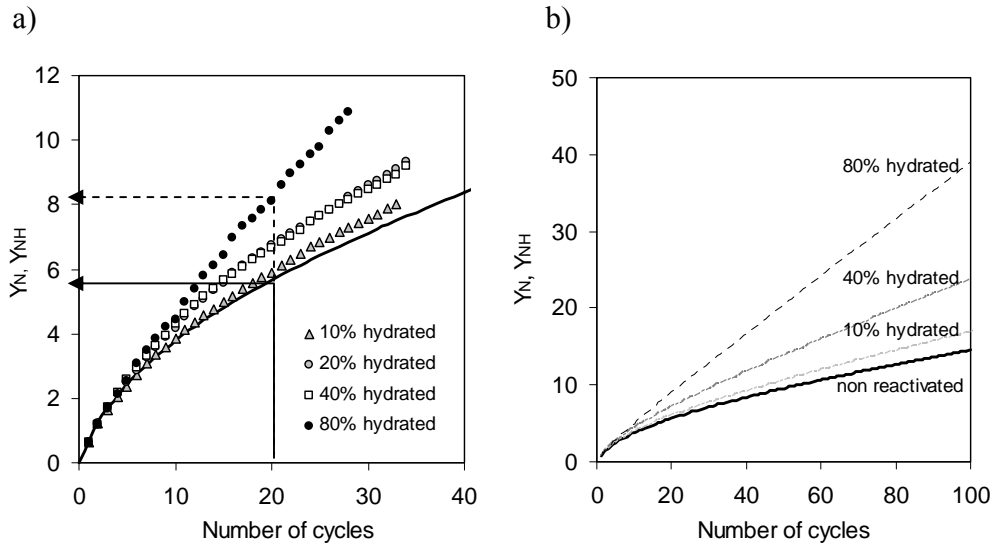 a)
12
10
8
6
4
2
0
Y_N, Y_NH
10% hydrated
20% hydrated
40% hydrated
80% hydrated
0 10 20 30 40
Number of cycles
b)
50
40
30
20
10
0
Y_N, Y_NH
80% hydrated
40% hydrated
10% hydrated
non reactivated
0 20 40 60 80 100
Number of cycles